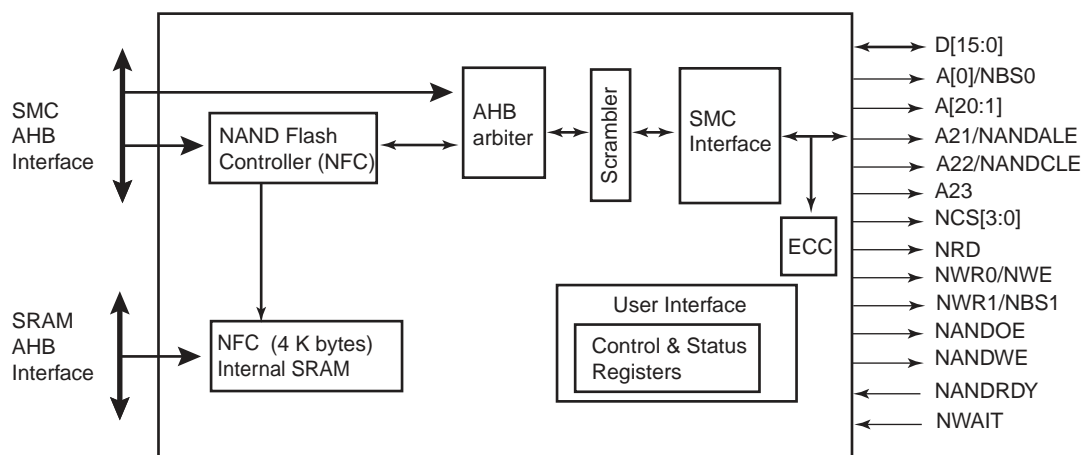 SMC
AHB
Interface
NAND Flash
Controller (NFC)
AHB
arbiter
Scrambler
SMC
Interface
ECC
SRAM
AHB
Interface
NFC (4 K bytes)
Internal SRAM
User Interface
Control & Status
Registers
D[15:0]
A[0]/NBS0
A[20:1]
A21/NANDALE
A22/NANDCLE
A23
NCS[3:0]
NRD
NWR0/NWE
NWR1/NBS1
NANDOE
NANDWE
NANDRDY
NWAIT